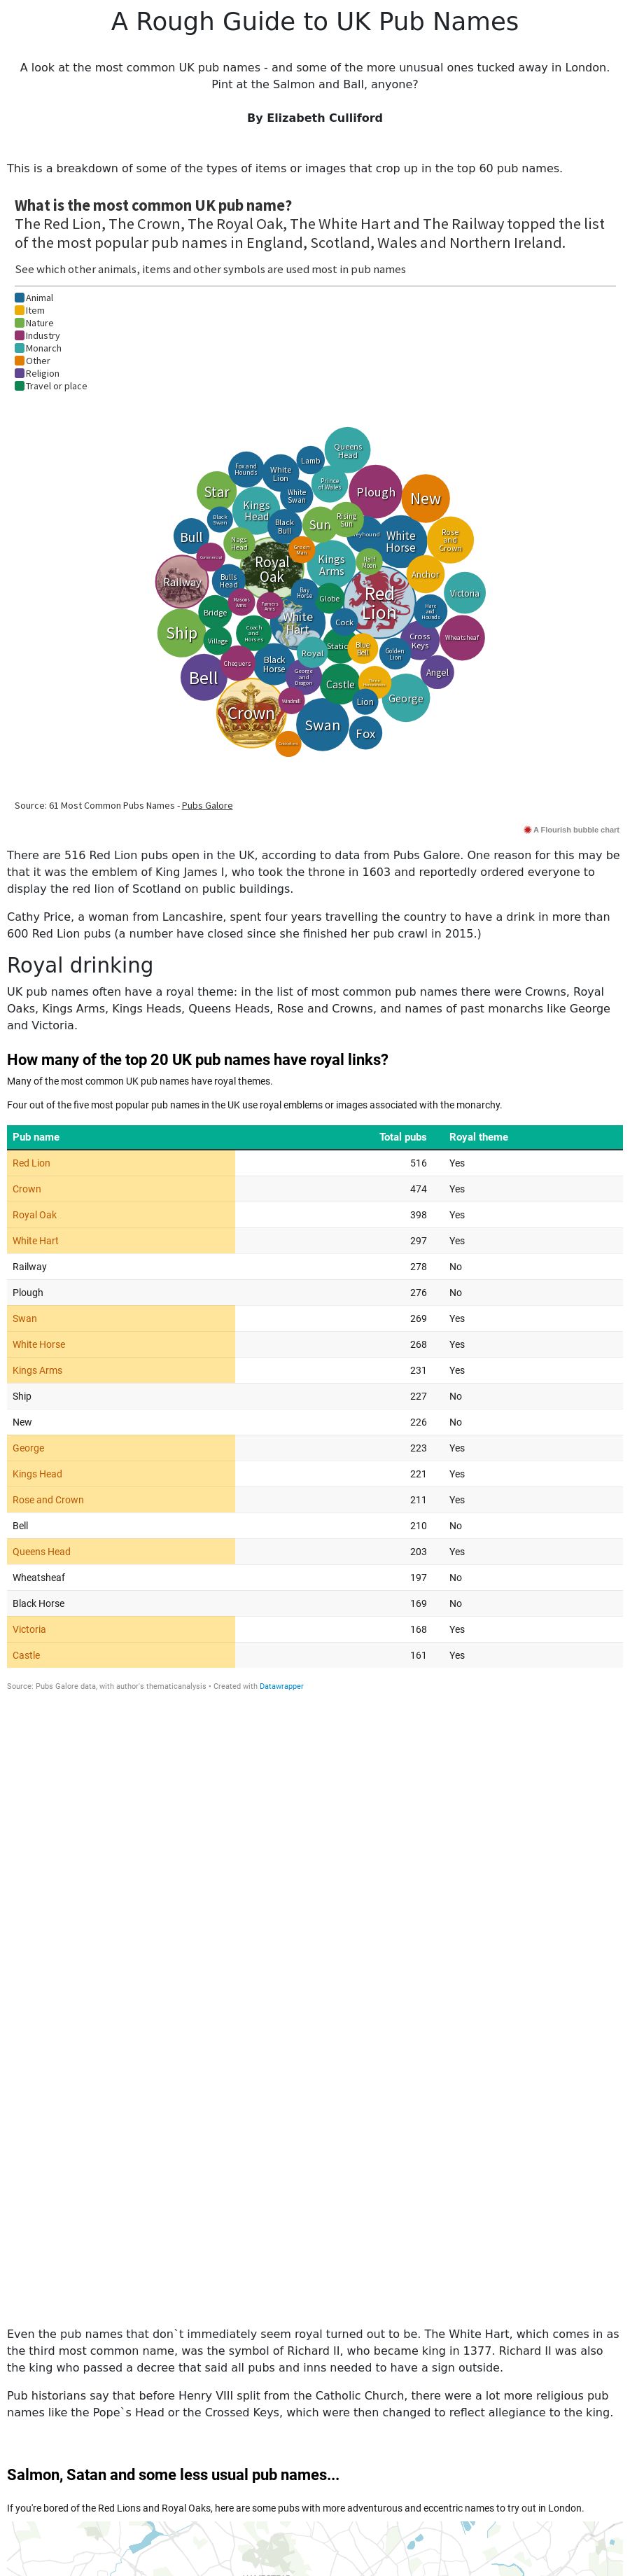 A Rough Guide to UK Pub Names
A look at the most common UK pub names - and some of the more unusual ones tucked away in London.
Pint at the Salmon and Ball, anyone?
By Elizabeth Culliford
This is a breakdown of some of the types of items or images that crop up in the top 60 pub names.
What is the most common UK pub name?
The Red Lion, The Crown, The Royal Oak, The White Hart and The Railway topped the list
of the most popular pub names in England, Scotland, Wales and Northern Ireland.
See which other animals, items and other symbols are used most in pub names
Animal
Item
Nature
Industry
Monarch
Other
Religion
Travel or place
Queens
Head
Lamb
Fox and
Hounds
White
Lion
Prince
of Wales
Plough
New
Star
White
Swan
Kings
Head
Black
Swan
Black
Bull
Sun
Rising
Sun
Greyhound
White
Horse
Rose
and
Crown
Bull
Nags
Head
Green
Man
Commercial
Royal
Oak
Kings
Arms
Half
Moon
Anchor
Railway
Bulls
Head
Bay
Horse
Globe
Red
Lion
Victoria
Masons
Arms
Farmers
Arms
Hare
and
Hounds
Bridge
White
Hart
Cock
Ship
Village
Coach
and
Horses
Station
Blue
Bell
Cross
Keys
Wheatsheaf
Royal
Golden
Lion
Chequers
Black
Horse
George
and
Dragon
Castle
Angel
Bell
Lion
George
Crown
Swan
Fox
Source: 61 Most Common Pubs Names - Pubs Galore
A Flourish bubble chart
There are 516 Red Lion pubs open in the UK, according to data from Pubs Galore. One reason for this may be
that it was the emblem of King James I, who took the throne in 1603 and reportedly ordered everyone to
display the red lion of Scotland on public buildings.
Cathy Price, a woman from Lancashire, spent four years travelling the country to have a drink in more than
600 Red Lion pubs (a number have closed since she finished her pub crawl in 2015.)
Royal drinking
UK pub names often have a royal theme: in the list of most common pub names there were Crowns, Royal
Oaks, Kings Arms, Kings Heads, Queens Heads, Rose and Crowns, and names of past monarchs like George
and Victoria.
How many of the top 20 UK pub names have royal links?
Many of the most common UK pub names have royal themes.
Four out of the five most popular pub names in the UK use royal emblems or images associated with the monarchy.
Pub name Total pubs Royal theme
Red Lion 516 Yes
Crown 474 Yes
Royal Oak 398 Yes
White Hart 297 Yes
Railway 278 No
Plough 276 No
Swan 269 Yes
White Horse 268 Yes
Kings Arms 231 Yes
Ship 227 No
New 226 No
George 223 Yes
Kings Head 221 Yes
Rose and Crown 211 Yes
Bell 210 No
Queens Head 203 Yes
Wheatsheaf 197 No
Black Horse 169 No
Victoria 168 Yes
Castle 161 Yes
Source: Pubs Galore data, with author's thematicanalysis • Created with Datawrapper
Even the pub names that don`t immediately seem royal turned out to be. The White Hart, which comes in as
the third most common name, was the symbol of Richard II, who became king in 1377. Richard II was also
the king who passed a decree that said all pubs and inns needed to have a sign outside.
Pub historians say that before Henry VIII split from the Catholic Church, there were a lot more religious pub
names like the Pope`s Head or the Crossed Keys, which were then changed to reflect allegiance to the king.
Salmon, Satan and some less usual pub names...
If you're bored of the Red Lions and Royal Oaks, here are some pubs with more adventurous and eccentric names to try out in London.